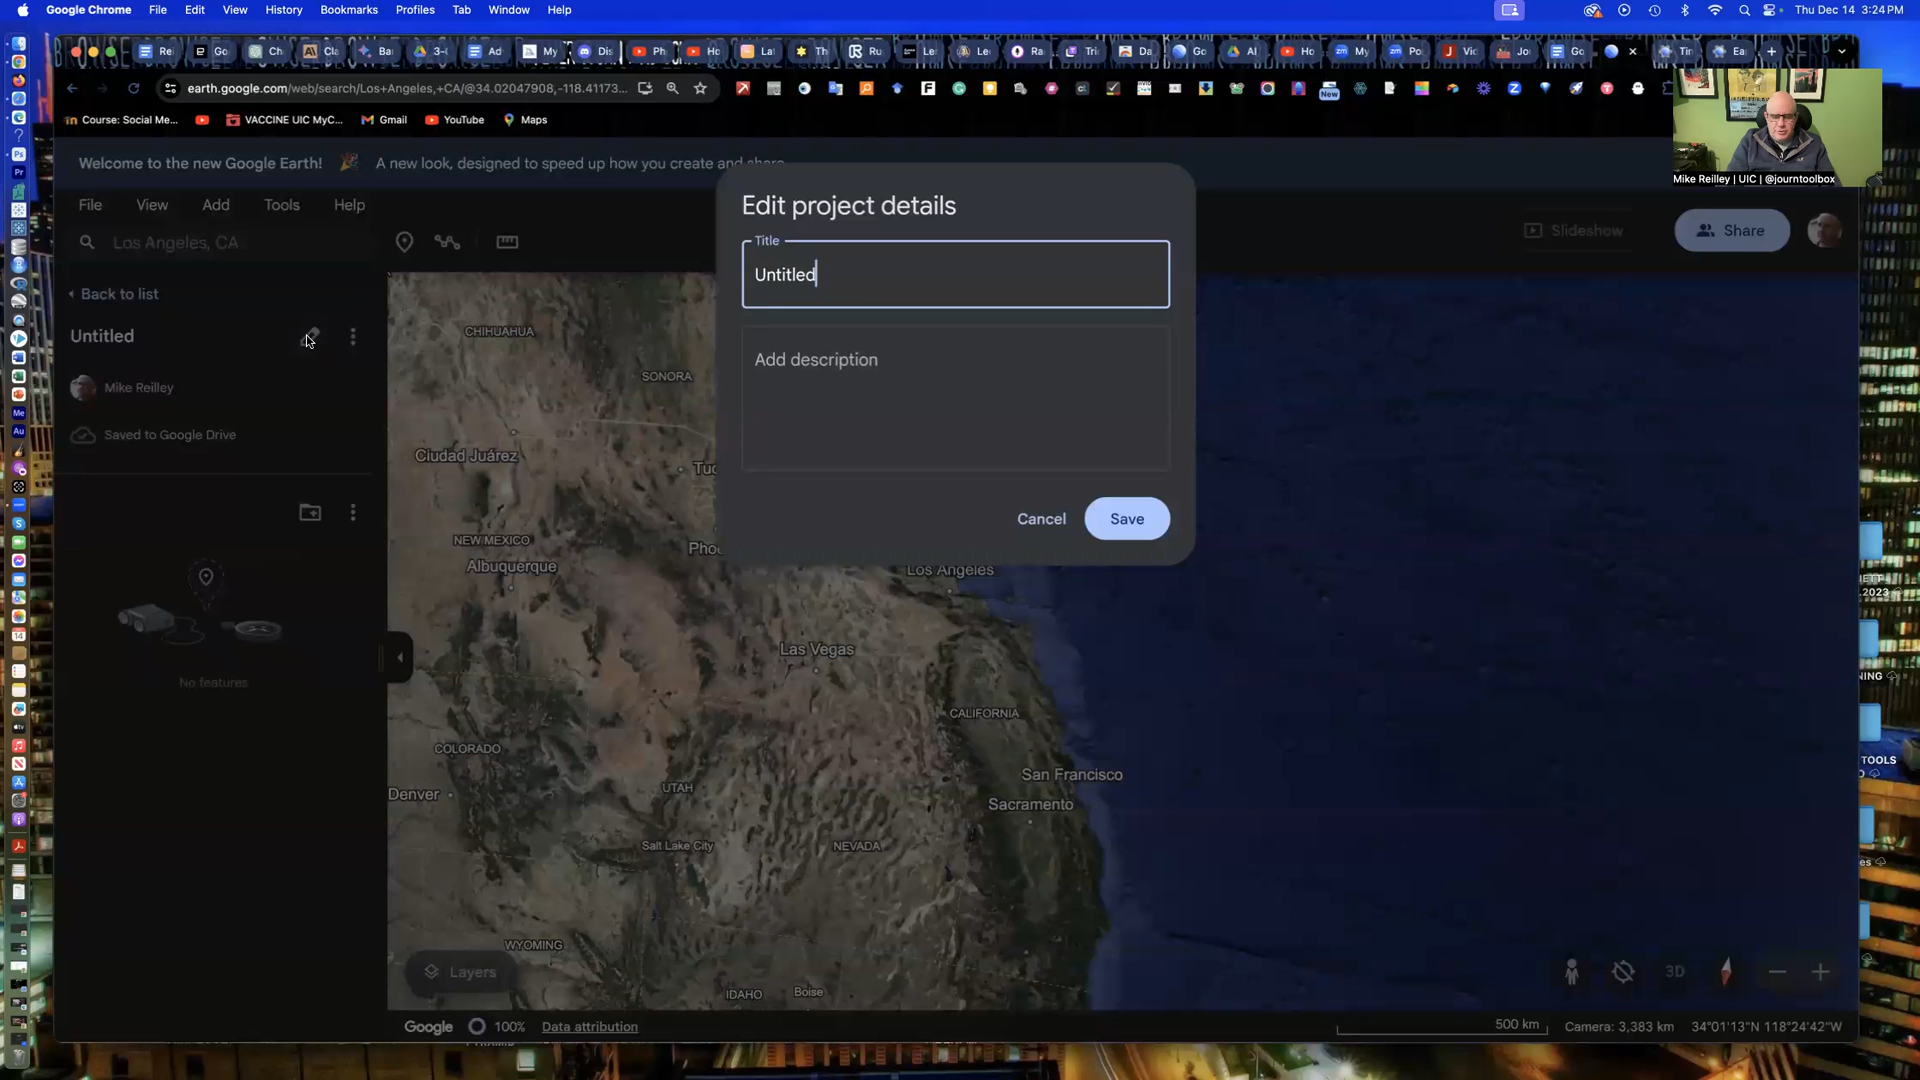 Google Chrome File Edit View History Bookmarks Profiles Tab Window Help Thu Dec 14 3:24 PM
earth.google.com/web/search/Los+Angeles,+CA/@34.02047908,-118.41173...
New
Course: Social Me... VACCINE UIC MyC... Gmail YouTube Maps
Welcome to the new Google Earth! A new look, designed to speed up how you create and share
Mike Reilley | UIC | @journtoolbox
File View Add Tools Help
Los Angeles, CA
Slideshow
Share
Back to list
Untitled
Mike Reilley
Saved to Google Drive
No features
Edit project details
Title
Untitled
Add description
Cancel Save
CHIHUAHUA
SONORA
Ciudad Juárez
Tuc
NEW MEXICO
Phoe
Albuquerque
Los Angeles
Las Vegas
CALIFORNIA
COLORADO
San Francisco
UTAH
Denver
Sacramento
Salt Lake City
NEVADA
WYOMING
IDAHO
Boise
Layers
3D
Google 100% Data attribution 500 km Camera: 3,383 km 34°01'13"N 118°24'42"W
.2023
NING
TOOLS